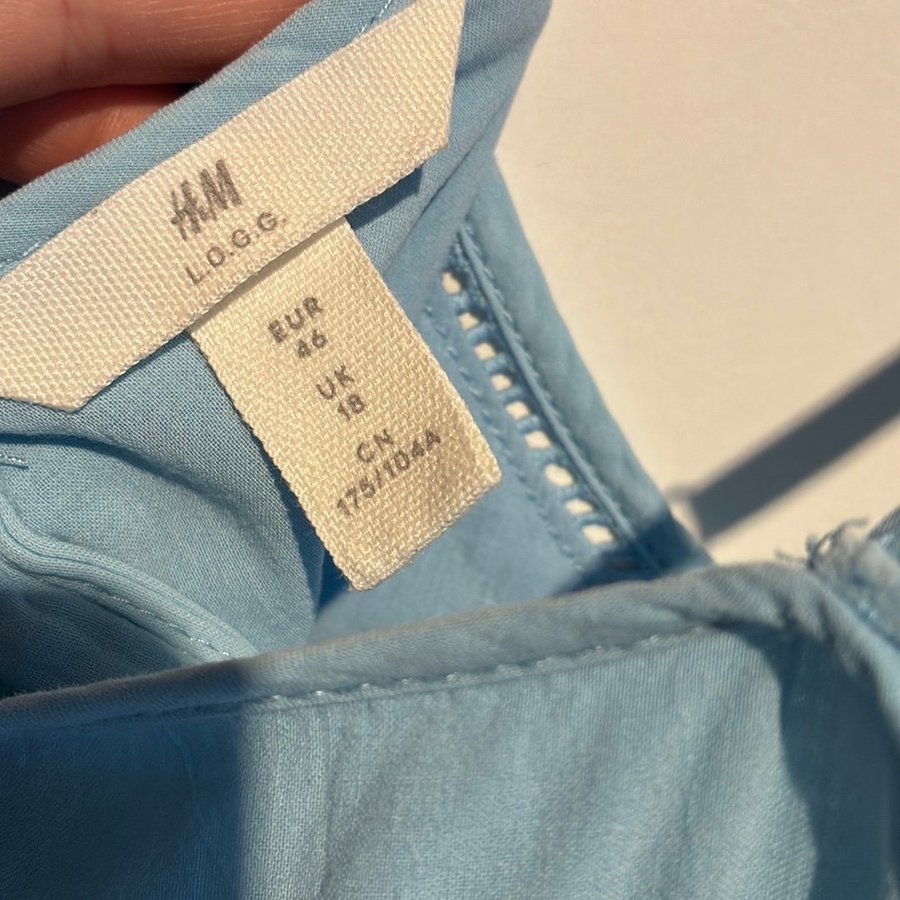 H&M
L.O.G.G.
EUR
46
UK
18
CN
175/104A